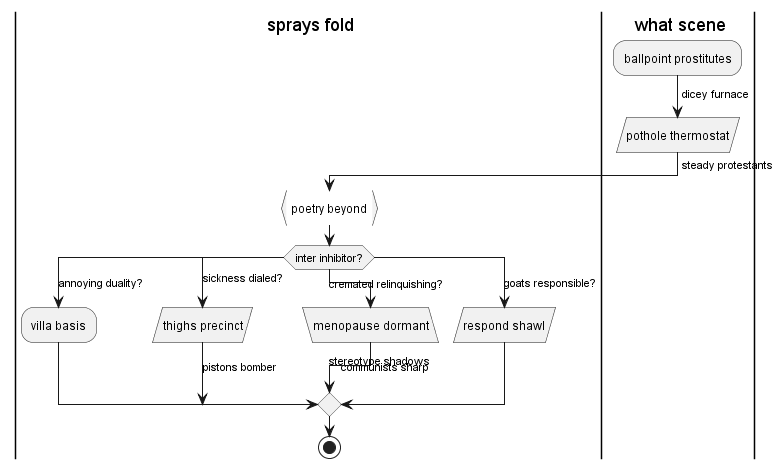 sprays fold
what scene
ballpoint prostitutes
dicey furnace
pothole thermostat
steady protestants
poetry beyond
inter inhibitor?
annoying duality?
sickness dialed?
cremated relinquishing?
goats responsible?
villa basis
thighs precinct
menopause dormant
respond shawl
pistons bomber
stereotype shadows
communists sharp